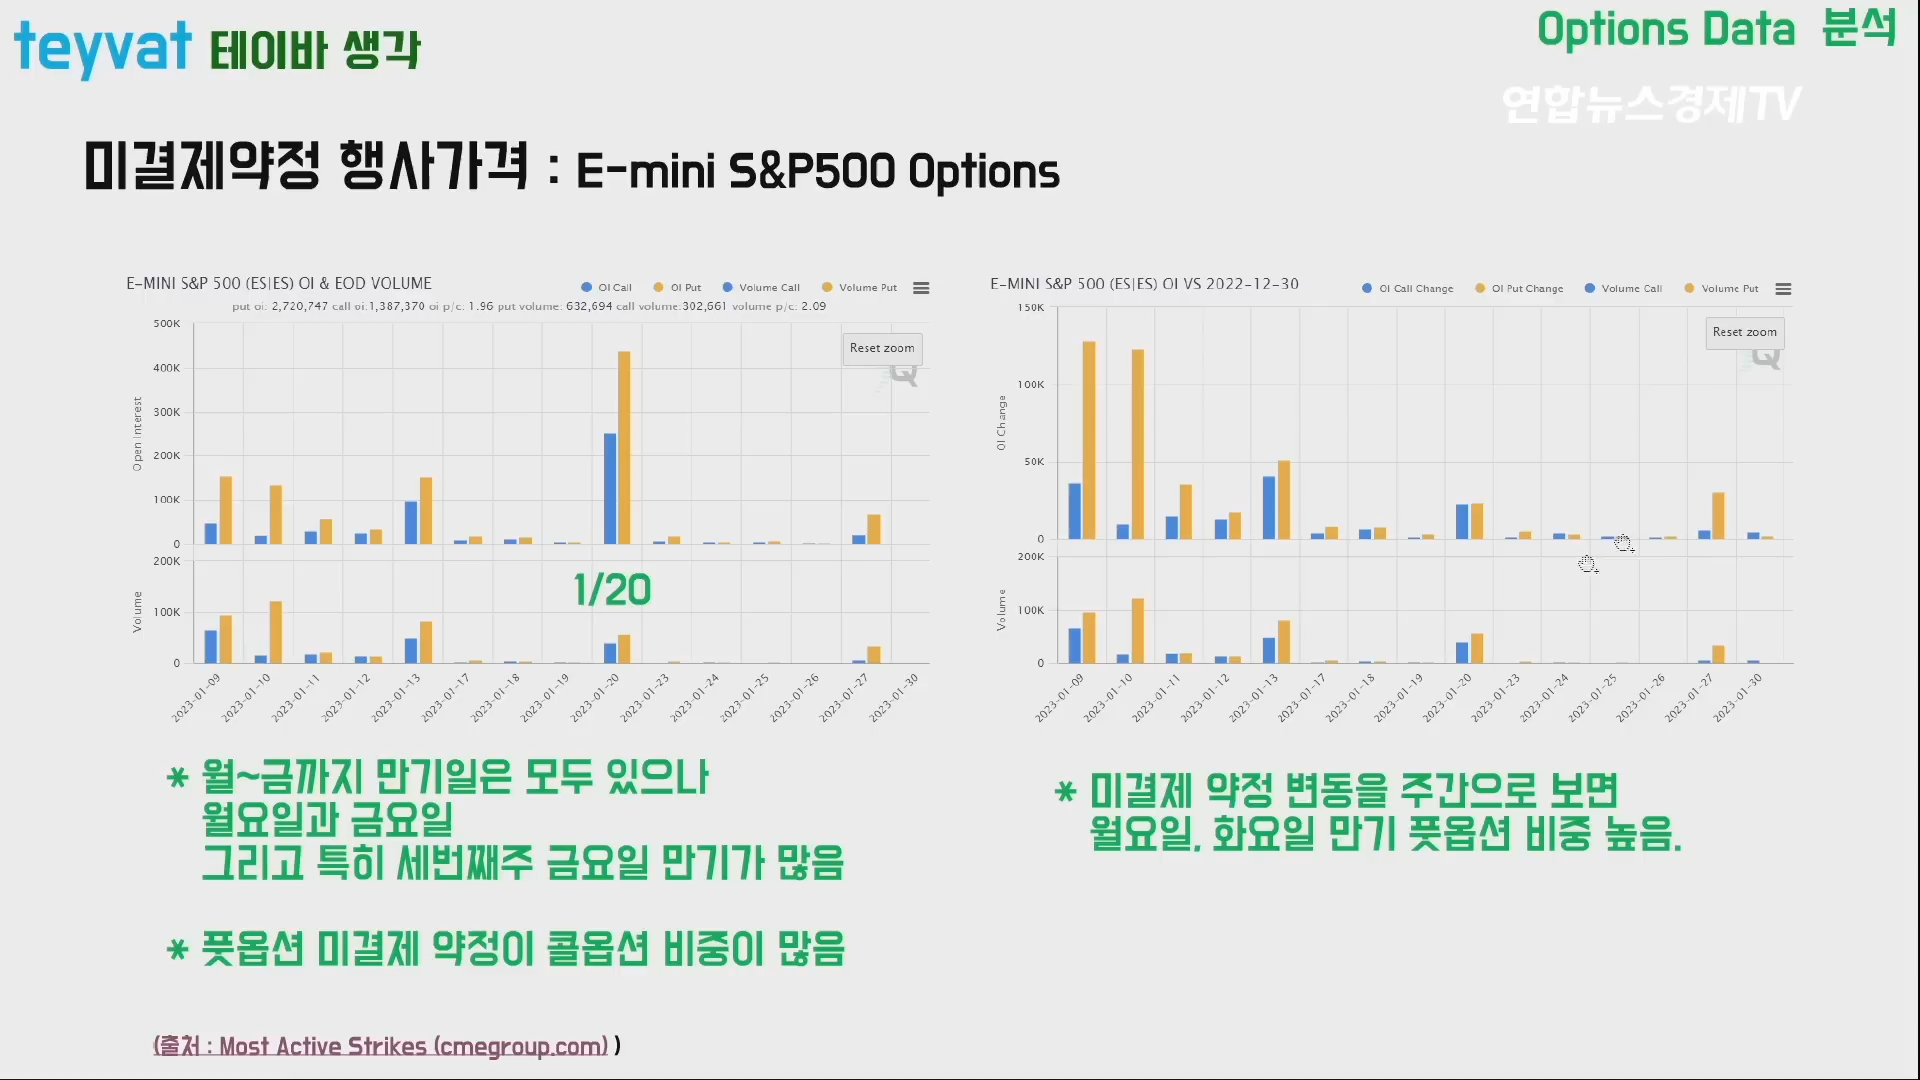 teyvat 테이바 생각
Options Data 분석
연합뉴스경제TV
미결제약정 행사가격 : E-mini S&P500 Options
E-MINI S&P 500 (ES|ES) OI & EOD VOLUME
OI Call OI Put Volume Call Volume Put
put oi: 2,720,747 call oi:1,387,370 oi p/c: 1.96 put volume: 632,694 call volume:302,661 volume p/c: 2.09
Reset zoom
Q
Open Interest
500K
400K
300K
200K
100K
0
Volume
200K
100K
0
1/20
2023-01-09 2023-01-10 2023-01-11 2023-01-12 2023-01-13 2023-01-17 2023-01-18 2023-01-19 2023-01-20 2023-01-23 2023-01-24 2023-01-25 2023-01-26 2023-01-27 2023-01-30
E-MINI S&P 500 (ES|ES) OI VS 2022-12-30
OI Call Change OI Put Change Volume Call Volume Put
Reset zoom
Q
OI Change
150K
100K
50K
0
Volume
200K
100K
0
2023-01-09 2023-01-10 2023-01-11 2023-01-12 2023-01-13 2023-01-17 2023-01-18 2023-01-19 2023-01-20 2023-01-23 2023-01-24 2023-01-25 2023-01-26 2023-01-27 2023-01-30
* 월~금까지 만기일은 모두 있으나
월요일과 금요일
그리고 특히 세번째주 금요일 만기가 많음
* 풋옵션 미결제 약정이 콜옵션 비중이 많음
* 미결제 약정 변동을 주간으로 보면
월요일, 화요일 만기 풋옵션 비중 높음.
(출처 : Most Active Strikes (cmegroup.com) )